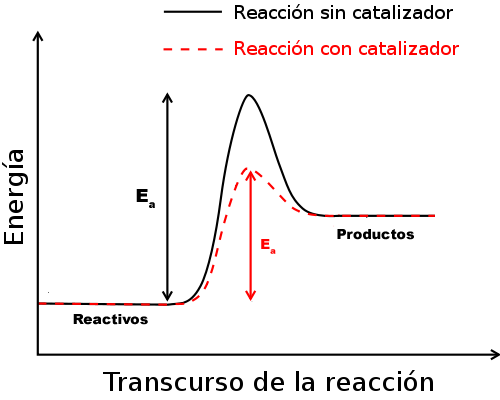 Reacción sin catalizador
Reacción con catalizador
Energía
Ea
Ea
Productos
Reactivos
Transcurso de la reacción